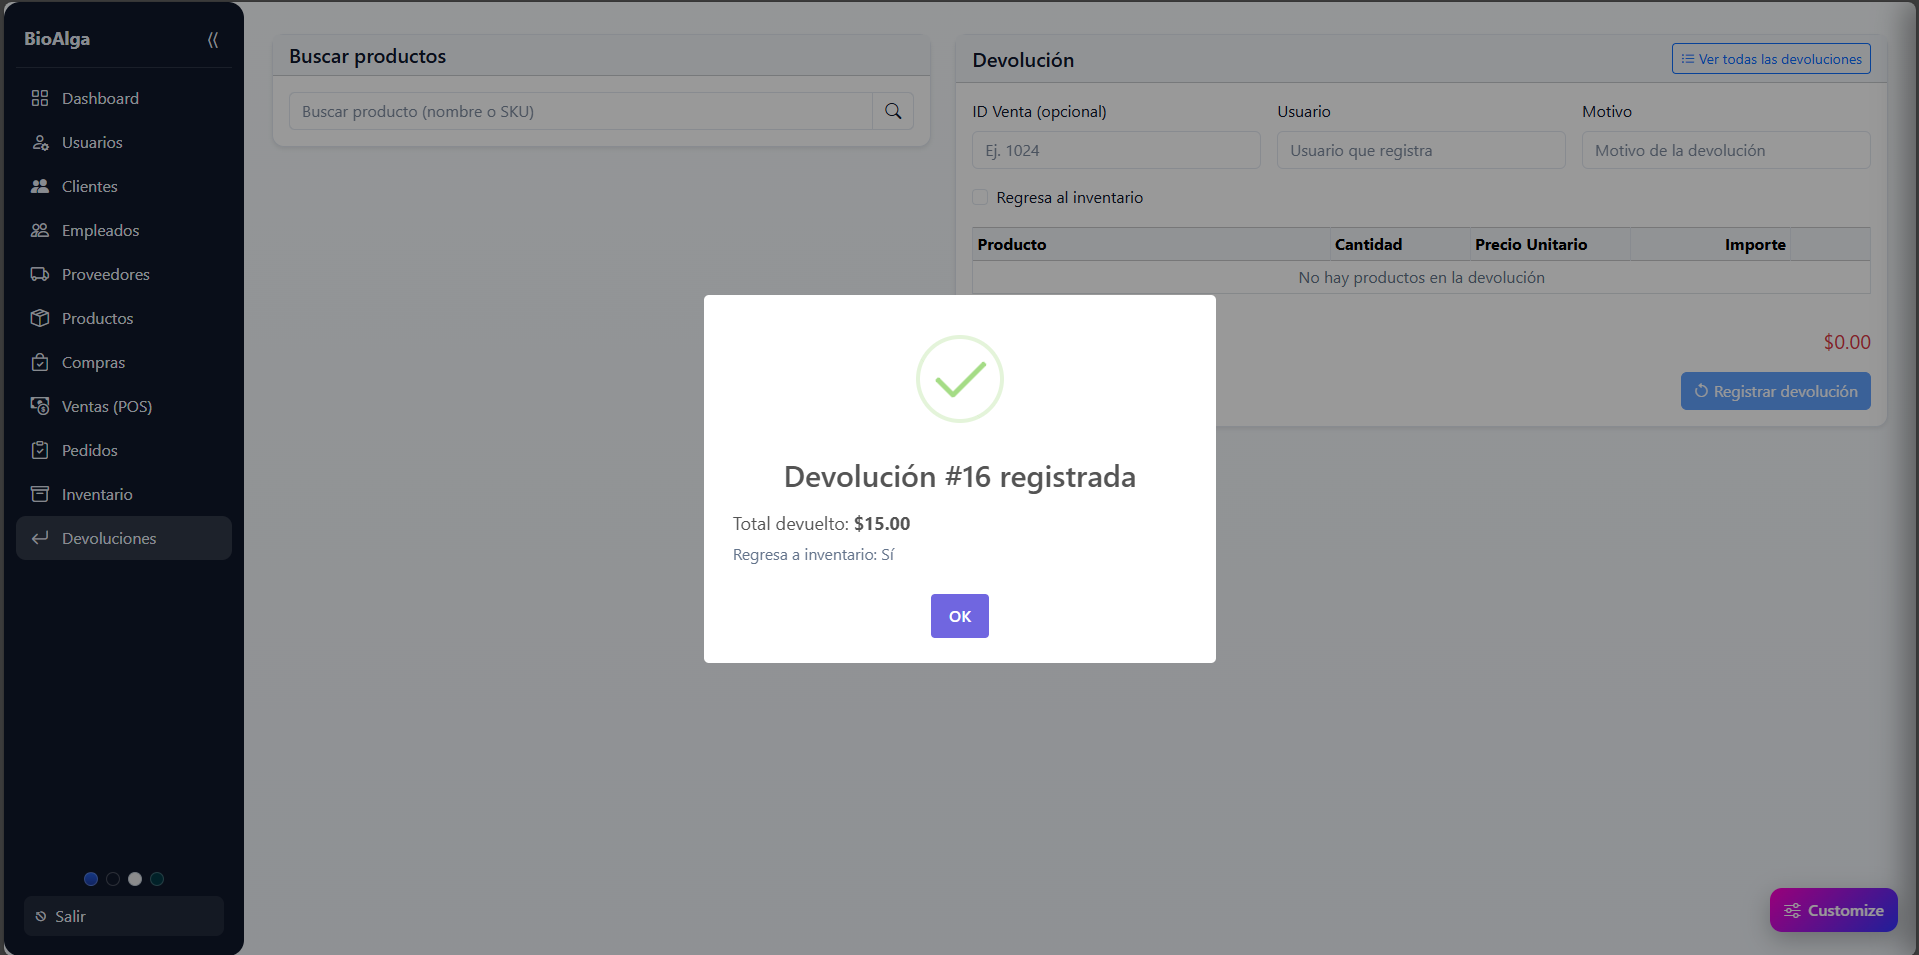 BioAlga
Dashboard
Usuarios
Clientes
Empleados
Proveedores
Productos
Compras
Ventas (POS)
Pedidos
Inventario
Devoluciones
Salir
Buscar productos
Buscar producto (nombre o SKU)
Devolución
Ver todas las devoluciones
ID Venta (opcional)
Usuario
Motivo
Ej. 1024
Usuario que registra
Motivo de la devolución
Regresa al inventario
Producto
Cantidad
Precio Unitario
Importe
No hay productos en la devolución
$0.00
Registrar devolución
Devolución #16 registrada
Total devuelto: $15.00
Regresa a inventario: Sí
OK
Customize